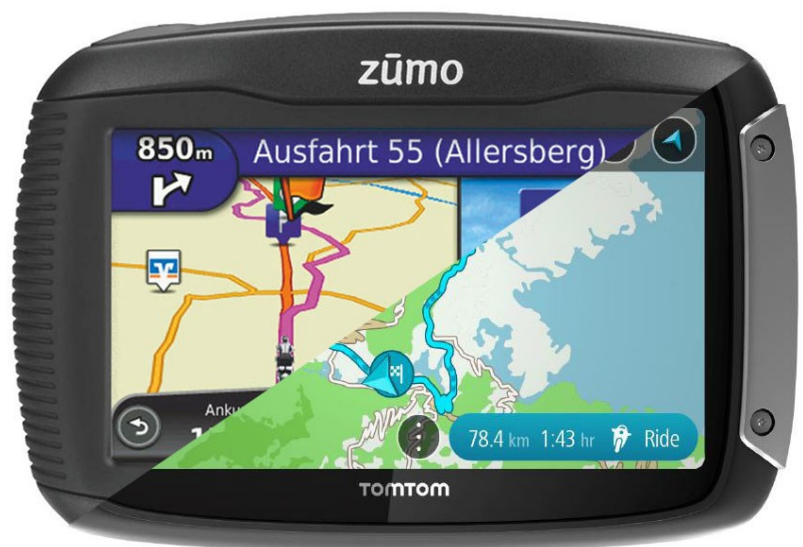 zūmo
850m
Ausfahrt 55 (Allersberg)
Anku
78.4 km 1:43 hr Ride
TOMTOM